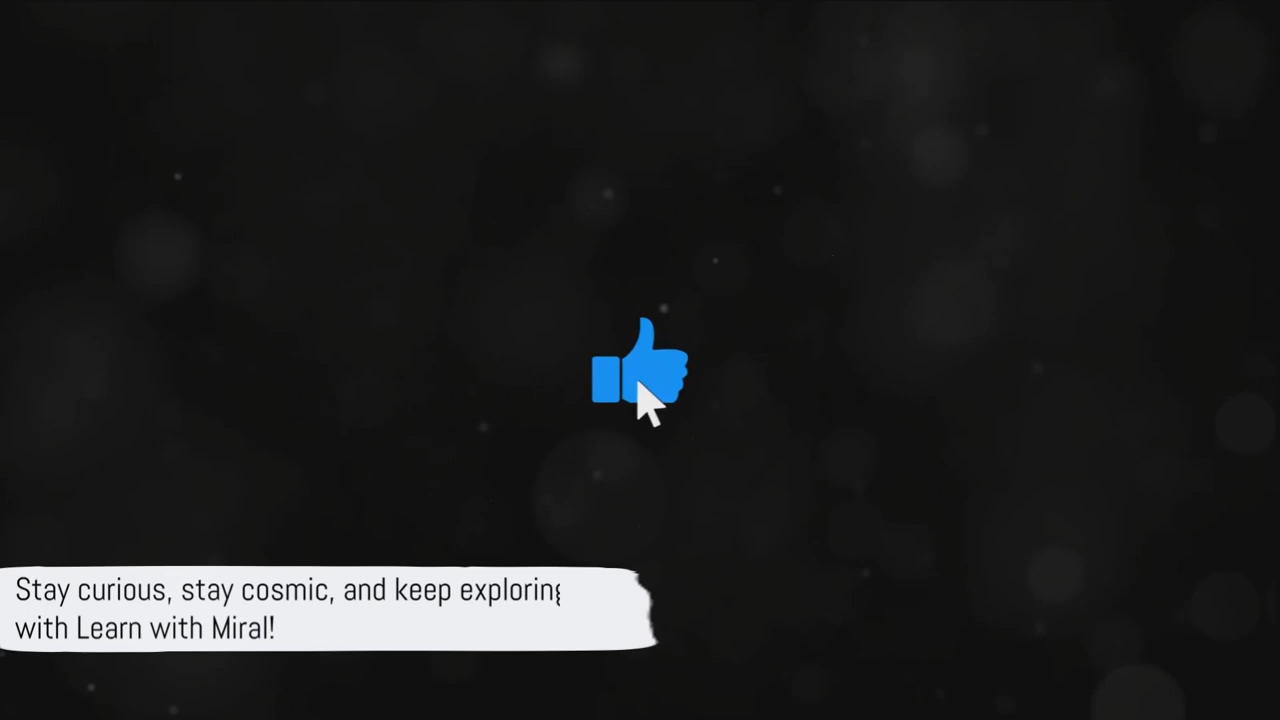 Stay curious, stay cosmic, and keep exploring
with Learn with Miral!